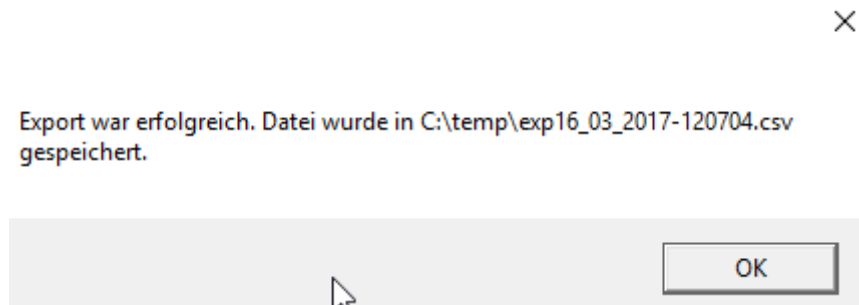 Export war erfolgreich. Datei wurde in C:\temp\exp16_03_2017-120704.csv
gespeichert.
OK